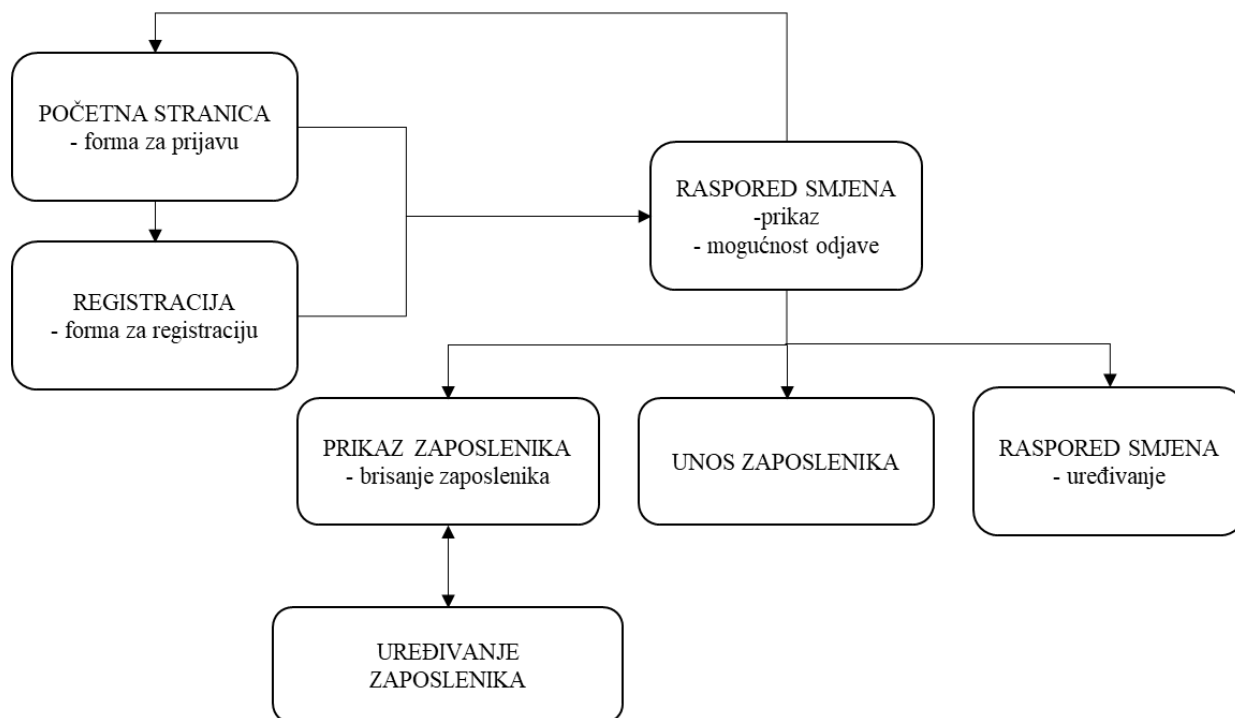 POČETNA STRANICA
- forma za prijavu
RASPORED SMJENA
-prikaz
- mogućnost odjave
REGISTRACIJA
- forma za registraciju
PRIKAZ ZAPOSLENIKA
- brisanje zaposlenika
UNOS ZAPOSLENIKA
RASPORED SMJENA
- uređivanje
UREĐIVANJE
ZAPOSLENIKA